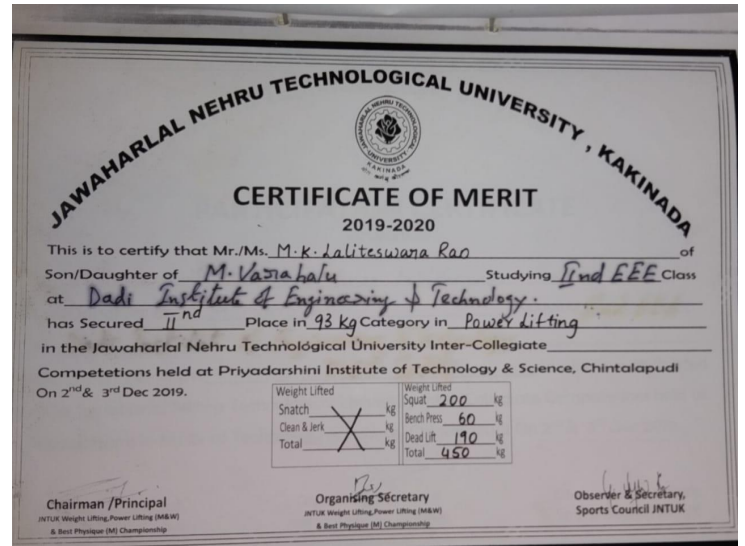 JAWAHARLAL NEHRU TECHNOLOGICAL UNIVERSITY, KAKINADA
CERTIFICATE OF MERIT
2019-2020
This is to certify that Mr./Ms. M.K. Laliteswara Rao of
Son/Daughter of M. Varahalu Studying IInd EEE Class
at Dadi Institute of Engineering & Technology.
has Secured IInd Place in 93 Kg Category in Power Lifting
in the Jawaharlal Nehru Technological University Inter-Collegiate
Competetions held at Priyadarshini Institute of Technology & Science, Chintalapudi
On 2nd & 3rd Dec 2019.
Weight Lifted
Snatch kg
Clean & Jerk kg
Total kg
Weight Lifted
Squat 200 kg
Bench Press 60 kg
Dead Lift 190 kg
Total 450 kg
Chairman /Principal
JNTUK Weight Lifting,Power Lifting (M&W)
& Best Physique (M) Championship
Organising Secretary
JNTUK Weight Lifting,Power Lifting (M&W)
& Best Physique (M) Championship
Observer & Secretary,
Sports Council JNTUK